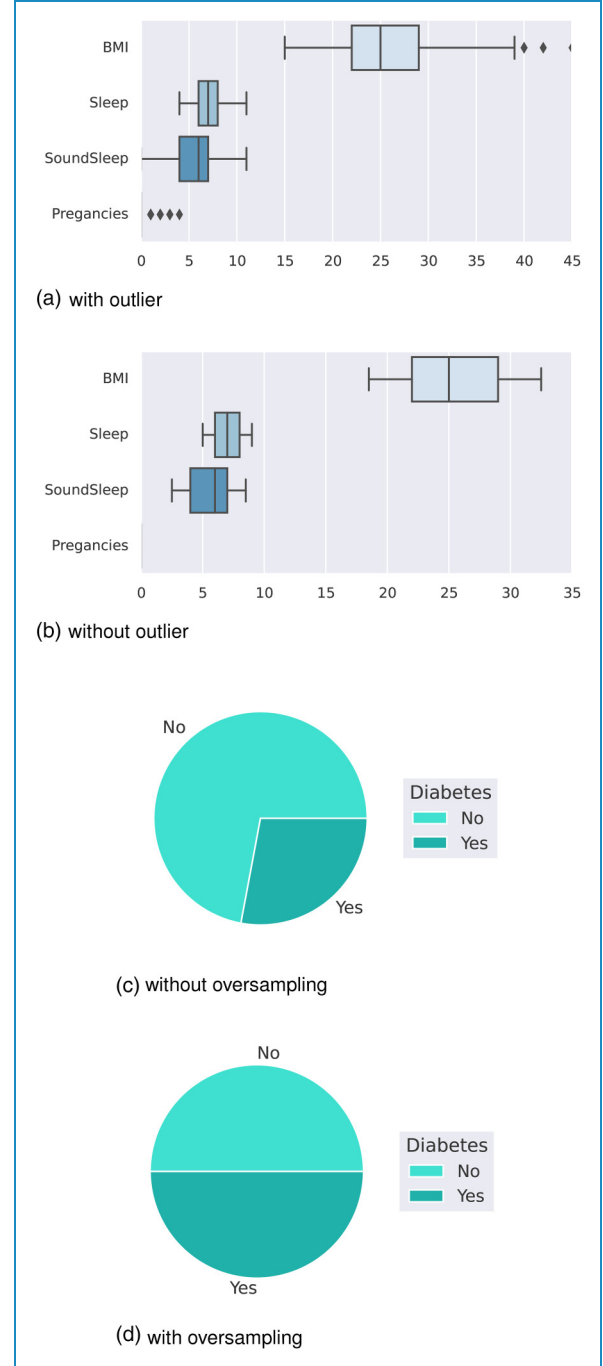 BMI
Sleep
SoundSleep
Pregancies
0 5 10 15 20 25 30 35 40 45
(a) with outlier
BMI
Sleep
SoundSleep
Pregancies
0 5 10 15 20 25 30 35
(b) without outlier
No
Diabetes
No
Yes
Yes
(c) without oversampling
No
Diabetes
No
Yes
Yes
(d) with oversampling